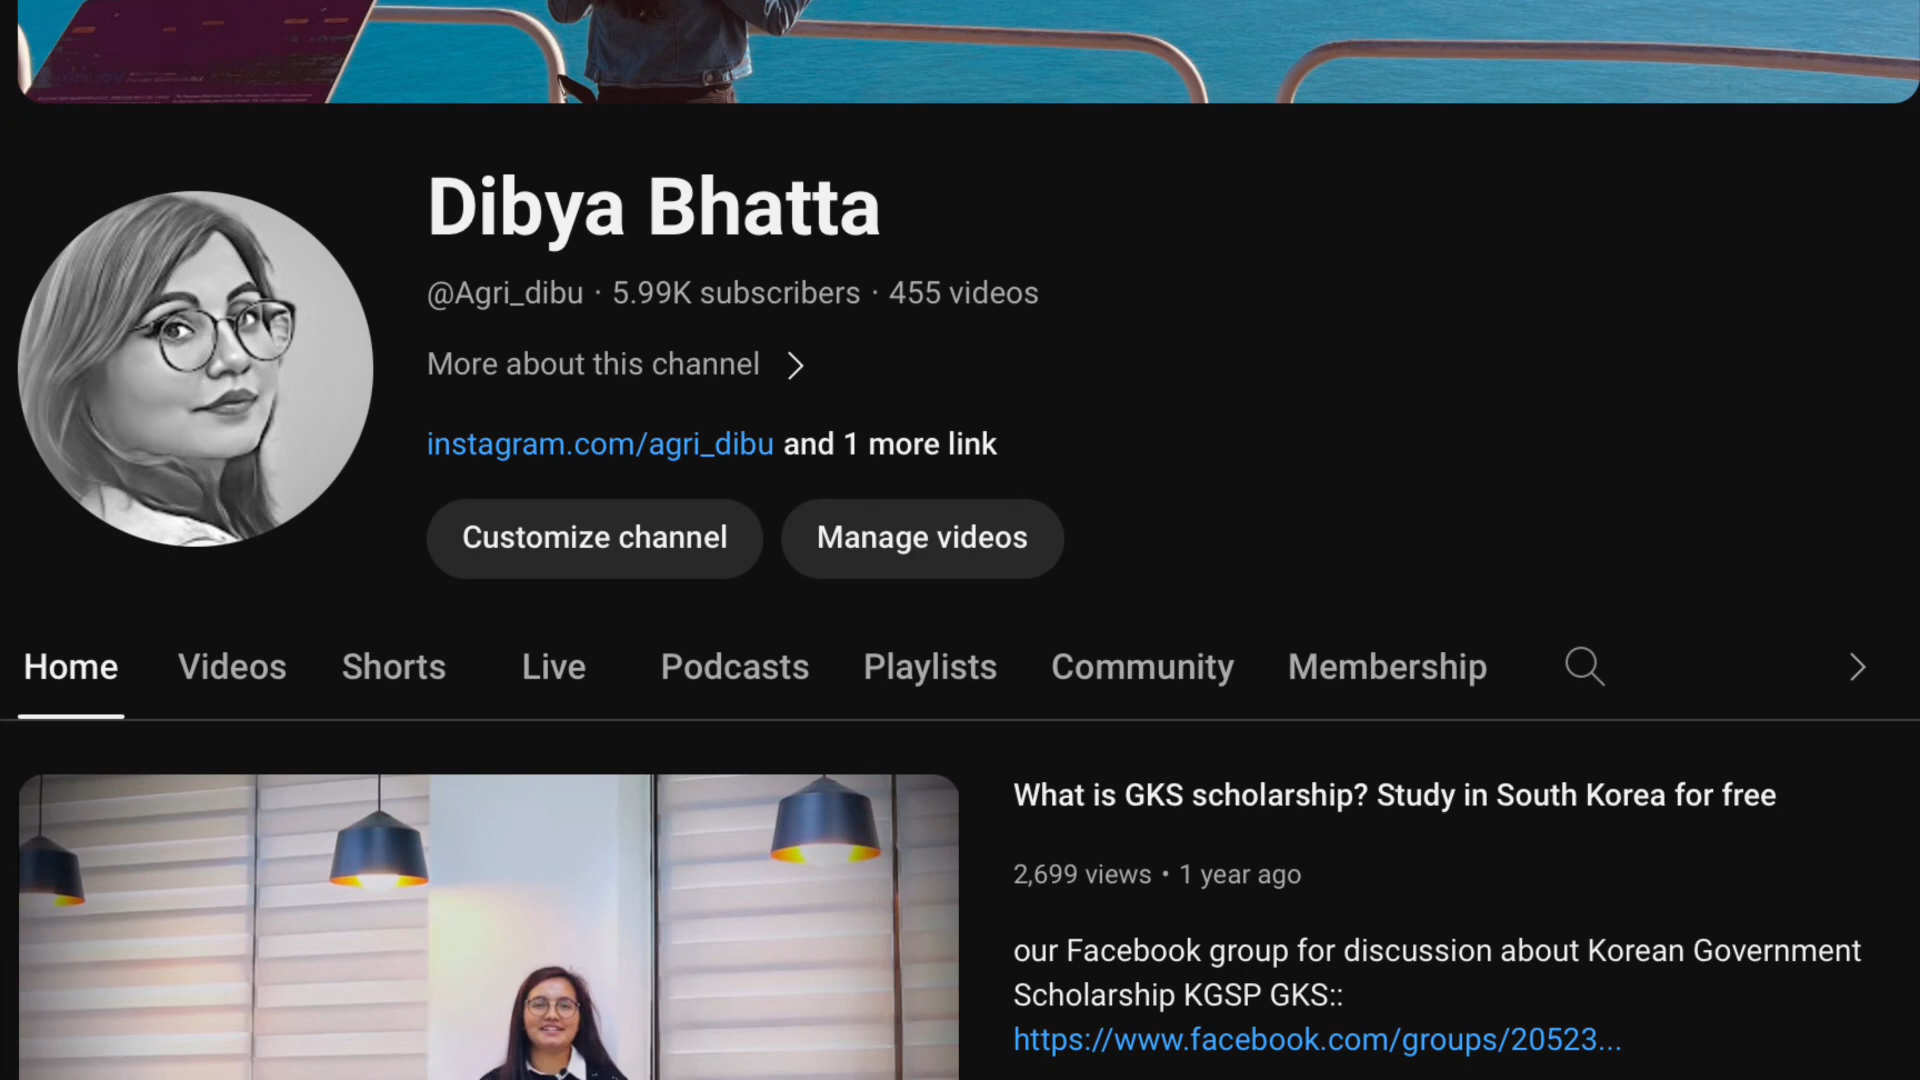 Dibya Bhatta
@Agri_dibu · 5.99K subscribers · 455 videos
More about this channel
instagram.com/agri_dibu and 1 more link
Customize channel
Manage videos
Home
Videos
Shorts
Live
Podcasts
Playlists
Community
Membership
What is GKS scholarship? Study in South Korea for free
2,699 views • 1 year ago
our Facebook group for discussion about Korean Government
Scholarship KGSP GKS::
https://www.facebook.com/groups/20523...